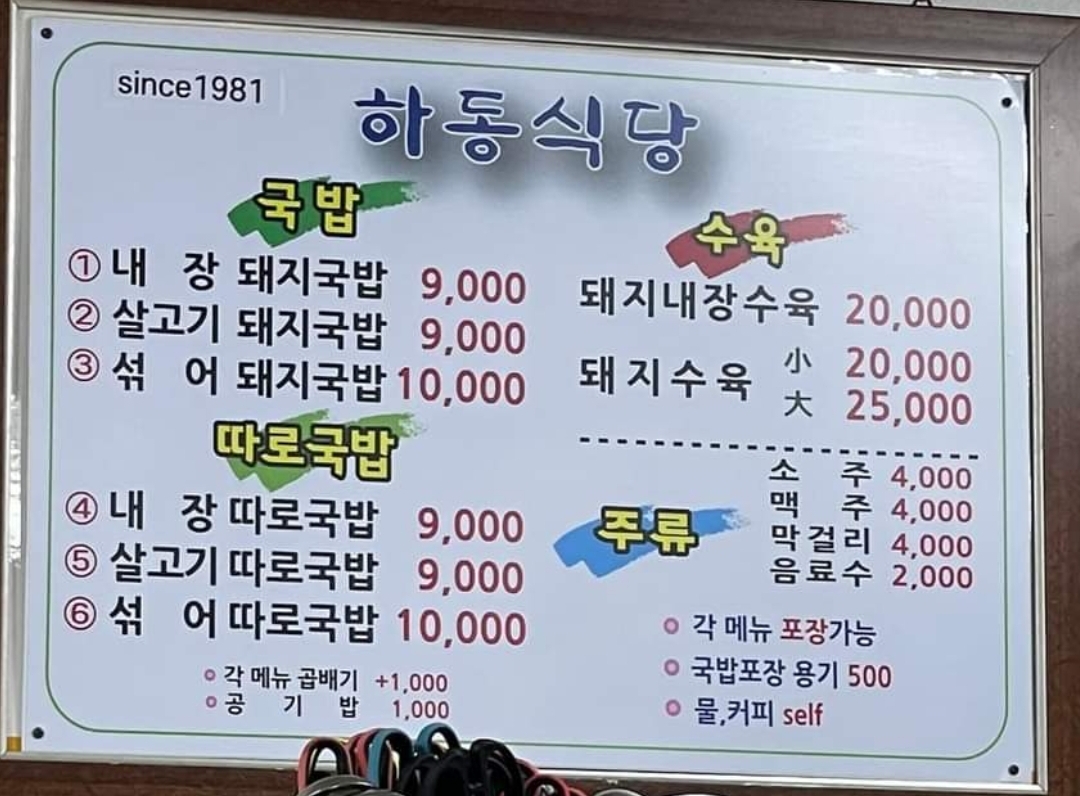 since1981
하동식당
국밥
① 내 장 돼지국밥 9,000
② 살고기 돼지국밥 9,000
③ 섞 어 돼지국밥 10,000
따로국밥
④ 내 장 따로국밥 9,000
⑤ 살고기 따로국밥 9,000
⑥ 섞 어 따로국밥 10,000
각 메뉴 곱배기 +1,000
공 기 밥 1,000
수육
돼지내장수육 20,000
돼지수육 小 20,000
大 25,000
주류
소 주 4,000
맥 주 4,000
막걸리 4,000
음료수 2,000
각 메뉴 포장가능
국밥포장 용기 500
물,커피 self